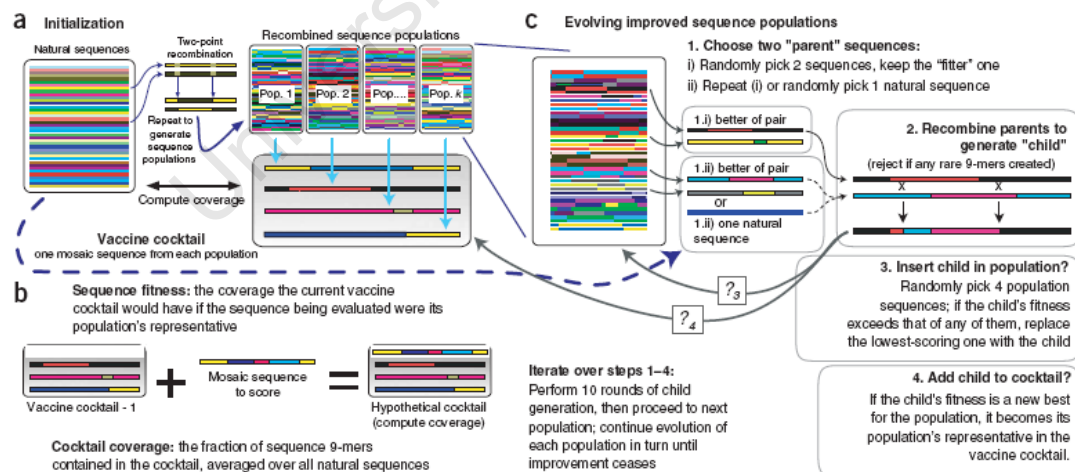 a
Initialization
Natural sequences
Two-point
recombination
Repeat to
generate
sequence
populations
Recombined sequence populations
Pop. 1
Pop. 2
Pop....
Pop. k
Compute coverage
Vaccine cocktail
one mosaic sequence from each population
b
Sequence fitness: the coverage the current vaccine
cocktail would have if the sequence being evaluated were its
population's representative
Vaccine cocktail - 1
+
Mosaic sequence
to score
=
Hypothetical cocktail
(compute coverage)
Cocktail coverage: the fraction of sequence 9-mers
contained in the cocktail, averaged over all natural sequences
c
Evolving improved sequence populations
1. Choose two "parent" sequences:
i) Randomly pick 2 sequences, keep the "fitter" one
ii) Repeat (i) or randomly pick 1 natural sequence
1.i) better of pair
1.ii) better of pair
or
1.ii) one natural
sequence
2. Recombine parents to
generate "child"
(reject if any rare 9-mers created)
X X
?3
?4
3. Insert child in population?
Randomly pick 4 population
sequences; if the child's fitness
exceeds that of any of them, replace
the lowest-scoring one with the child
4. Add child to cocktail?
If the child's fitness is a new best
for the population, it becomes its
population's representative in the
vaccine cocktail.
Iterate over steps 1–4:
Perform 10 rounds of child
generation, then proceed to next
population; continue evolution of
each population in turn until
improvement ceases